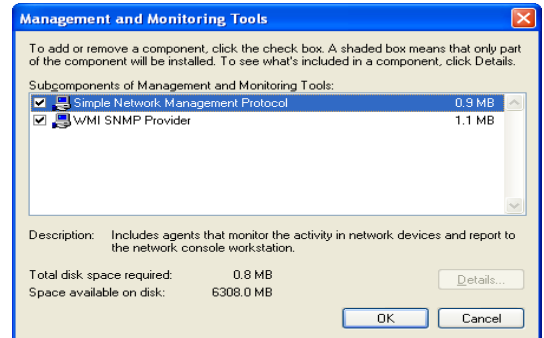 Management and Monitoring Tools
To add or remove a component, click the check box. A shaded box means that only part
of the component will be installed. To see what's included in a component, click Details.
Subcomponents of Management and Monitoring Tools:
Simple Network Management Protocol 0.9 MB
WMI SNMP Provider 1.1 MB
Description: Includes agents that monitor the activity in network devices and report to
the network console workstation.
Total disk space required: 0.8 MB
Details...
Space available on disk: 6308.0 MB
OK Cancel